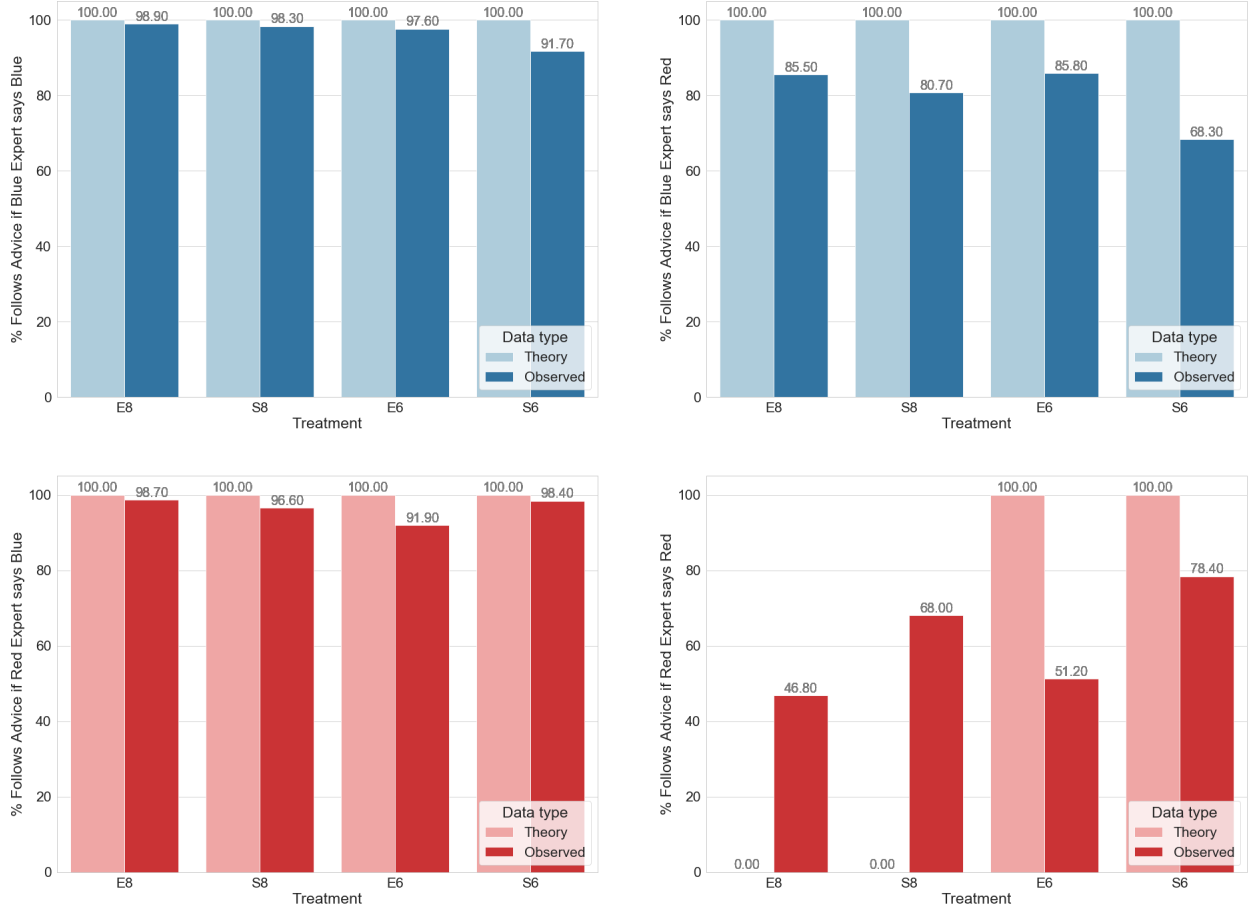 % Follows Advice if Blue Expert says Blue
100
80
60
40
20
0
100.00 98.90 100.00 98.30 100.00 97.60 100.00 91.70
Data type
Theory
Observed
E8 S8 E6 S6
Treatment
% Follows Advice if Blue Expert says Red
100
80
60
40
20
0
100.00 85.50 100.00 80.70 100.00 85.80 100.00 68.30
Data type
Theory
Observed
E8 S8 E6 S6
Treatment
% Follows Advice if Red Expert says Blue
100
80
60
40
20
0
100.00 98.70 100.00 96.60 100.00 91.90 100.00 98.40
Data type
Theory
Observed
E8 S8 E6 S6
Treatment
% Follows Advice if Red Expert says Red
100
80
60
40
20
0
0.00 46.80 0.00 68.00 100.00 51.20 100.00 78.40
Data type
Theory
Observed
E8 S8 E6 S6
Treatment